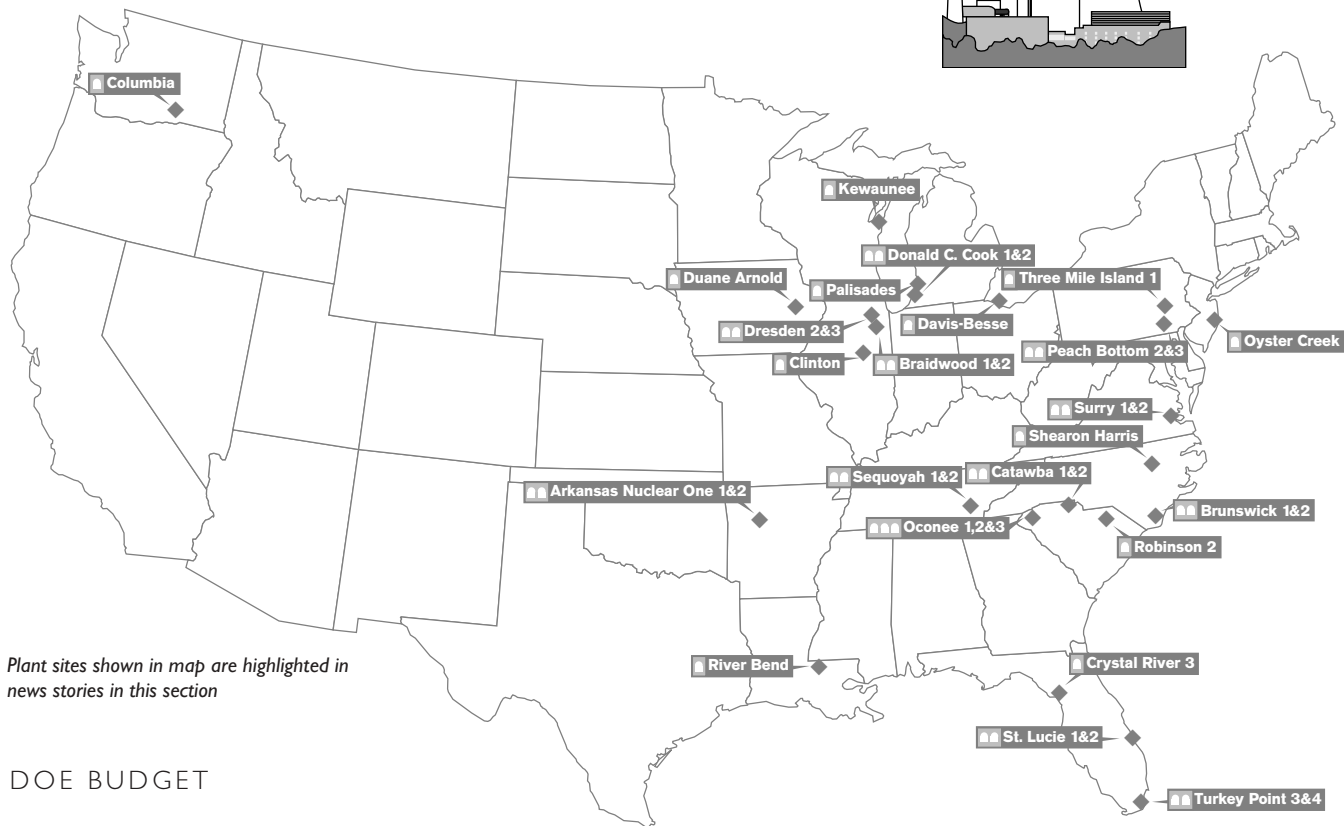 Columbia
Kewaunee
Donald C. Cook 1&2
Duane Arnold
Palisades
Three Mile Island 1
Dresden 2&3
Davis-Besse
Oyster Creek
Clinton
Braidwood 1&2
Peach Bottom 2&3
Surry 1&2
Shearon Harris
Sequoyah 1&2
Catawba 1&2
Arkansas Nuclear One 1&2
Oconee 1,2&3
Brunswick 1&2
Robinson 2
River Bend
Crystal River 3
St. Lucie 1&2
Turkey Point 3&4
Plant sites shown in map are highlighted in
news stories in this section
DOE BUDGET